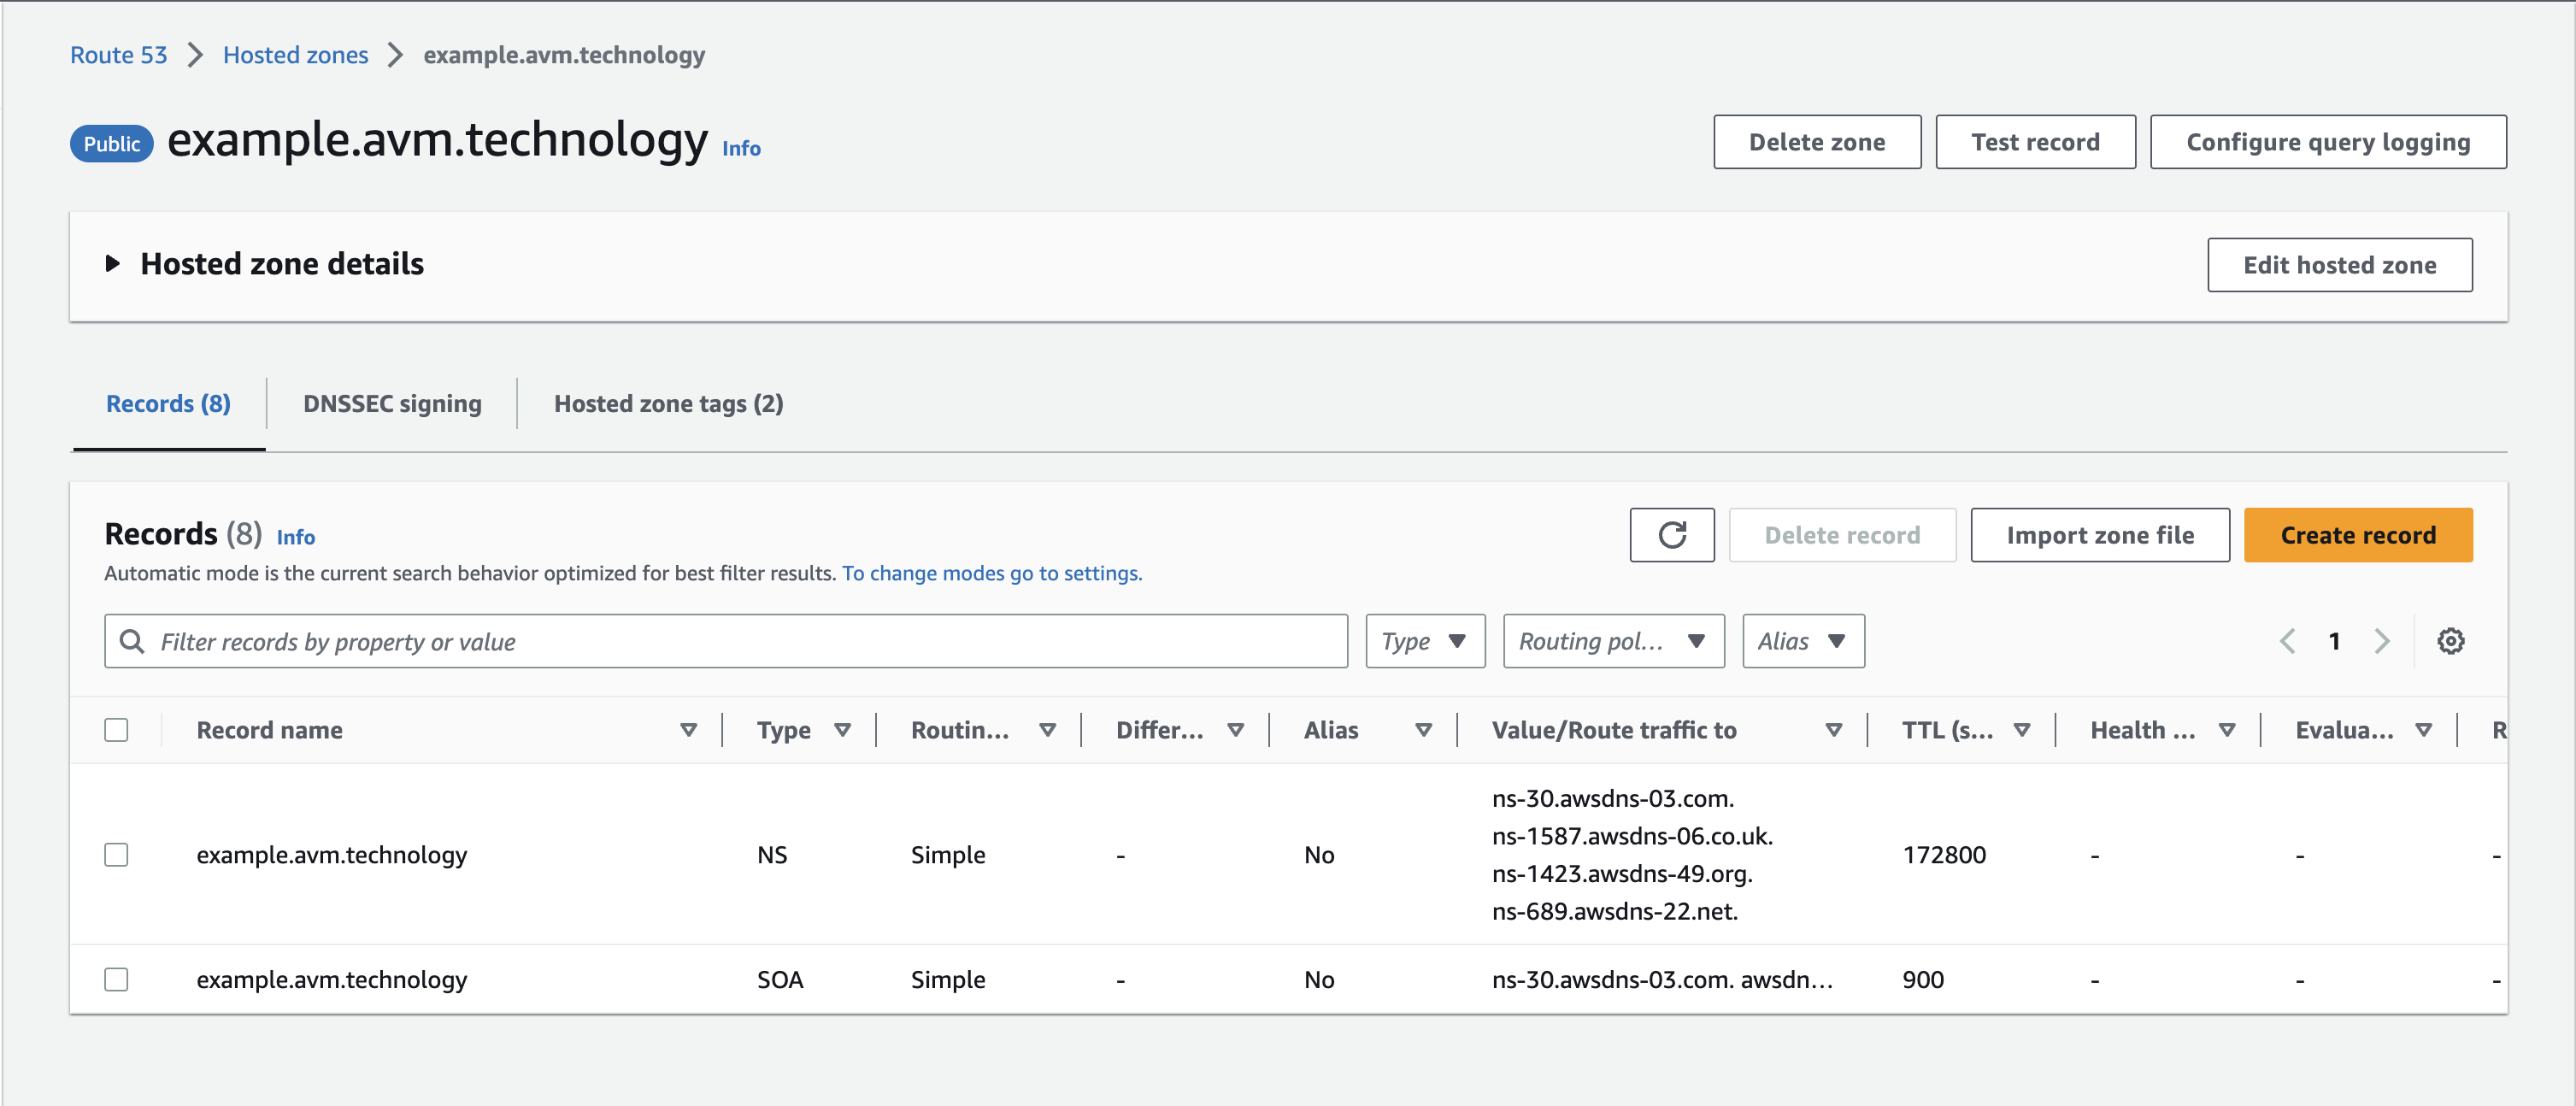 Route 53 > Hosted zones > example.avm.technology
Public example.avm.technology Info
Delete zone Test record Configure query logging
Hosted zone details
Edit hosted zone
Records (8) DNSSEC signing Hosted zone tags (2)
Records (8) Info
Delete record Import zone file Create record
Automatic mode is the current search behavior optimized for best filter results. To change modes go to settings.
Filter records by property or value Type Routing pol... Alias 1
Record name Type Routin... Differ... Alias Value/Route traffic to TTL (s... Health ... Evalua... R
ns-30.awsdns-03.com.
ns-1587.awsdns-06.co.uk.
example.avm.technology NS Simple - No 172800 - - -
ns-1423.awsdns-49.org.
ns-689.awsdns-22.net.
example.avm.technology SOA Simple - No ns-30.awsdns-03.com. awsdn... 900 - - -